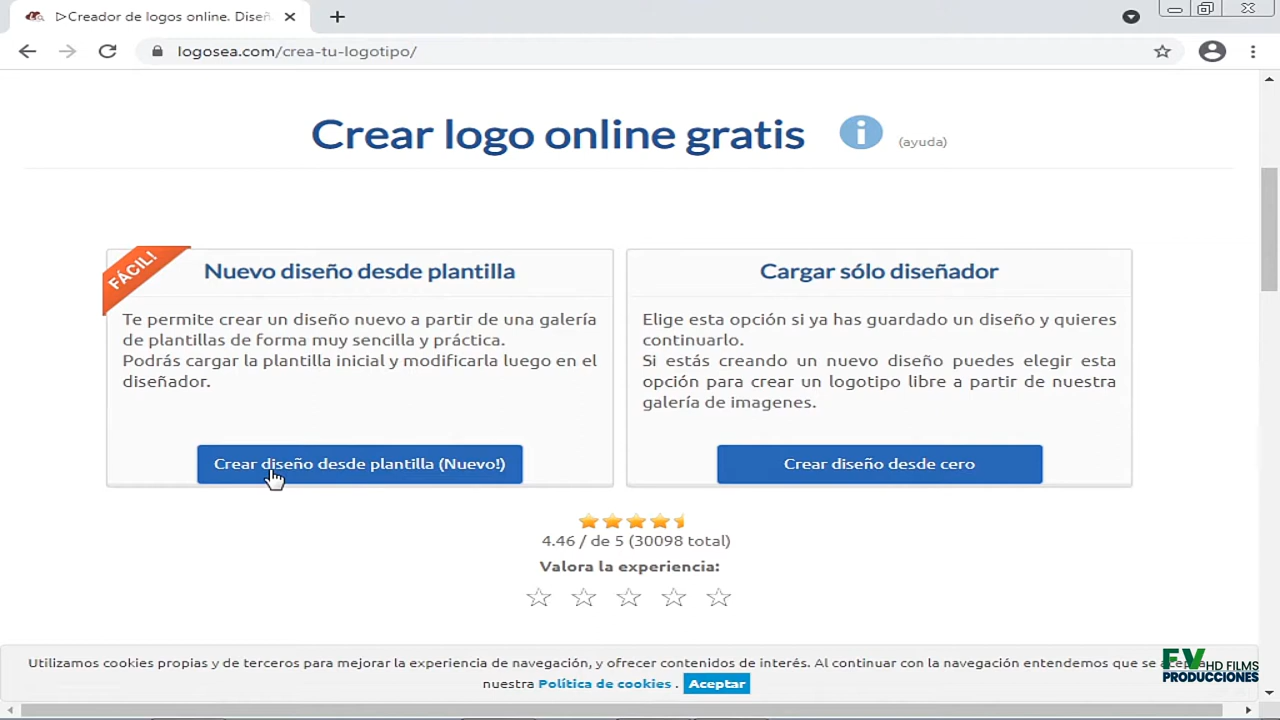 ▷Creador de logos online. Diseñ
logosea.com/crea-tu-logotipo/
Crear logo online gratis
(ayuda)
FÁCIL!
Nuevo diseño desde plantilla
Te permite crear un diseño nuevo a partir de una galería
de plantillas de forma muy sencilla y práctica.
Podrás cargar la plantilla inicial y modificarla luego en el
diseñador.
Crear diseño desde plantilla (Nuevo!)
Cargar sólo diseñador
Elige esta opción si ya has guardado un diseño y quieres
continuarlo.
Si estás creando un nuevo diseño puedes elegir esta
opción para crear un logotipo libre a partir de nuestra
galería de imagenes.
Crear diseño desde cero
4.46 / de 5 (30098 total)
Valora la experiencia:
Utilizamos cookies propias y de terceros para mejorar la experiencia de navegación, y ofrecer contenidos de interés. Al continuar con la navegación entendemos que se
nuestra Política de cookies . Aceptar
FV HD FILMS
PRODUCCIONES